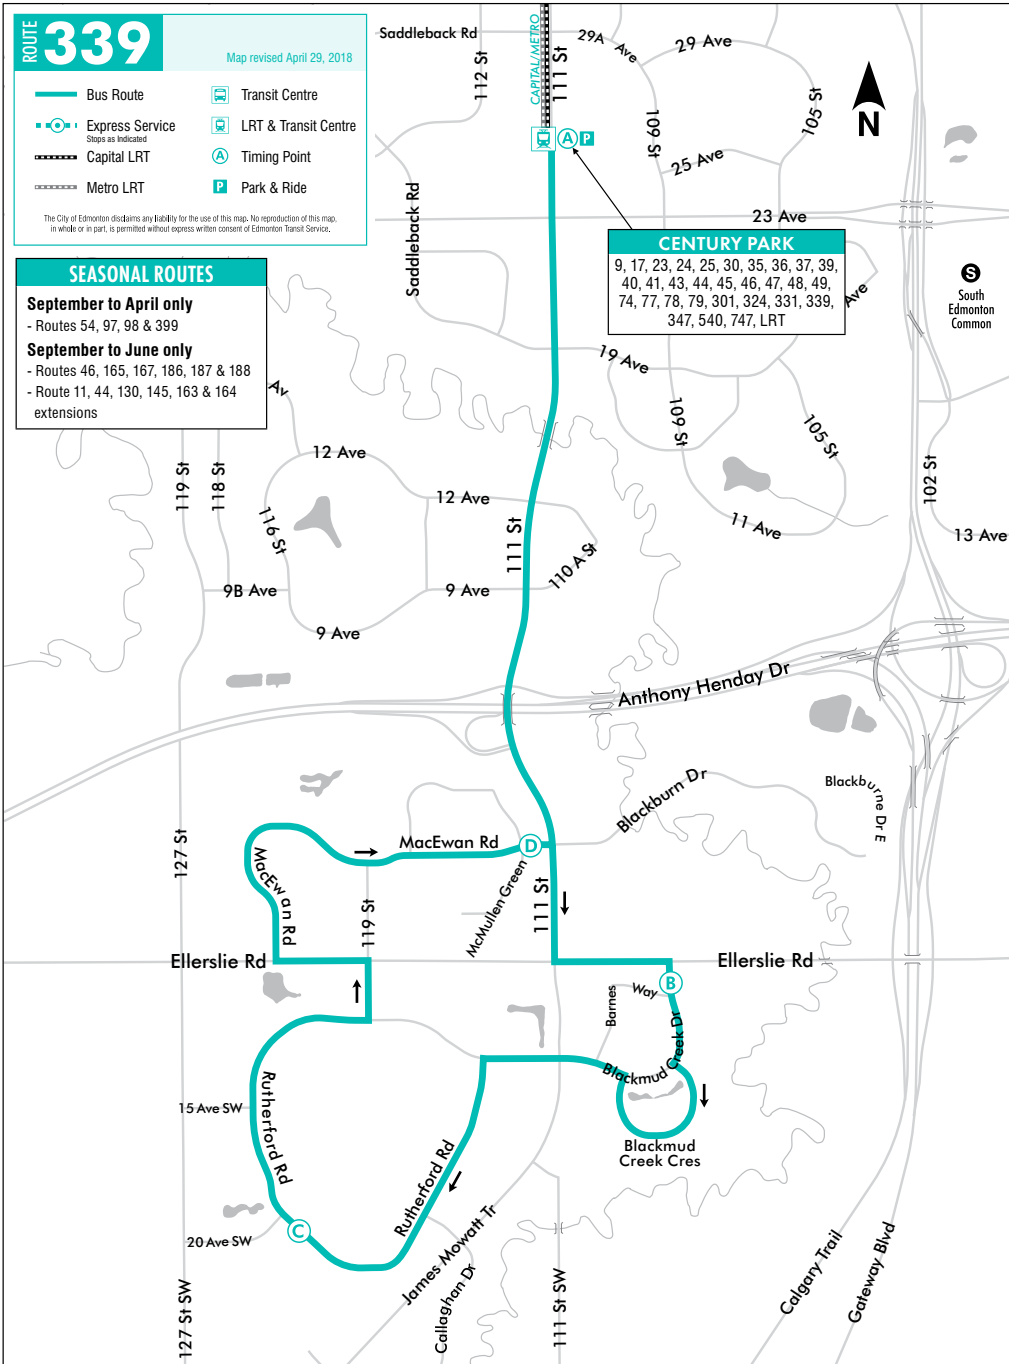 ROUTE 339
Map revised April 29, 2018
Bus Route
Express Service
Stops as Indicated
Capital LRT
Metro LRT
Transit Centre
LRT & Transit Centre
A Timing Point
P Park & Ride
The City of Edmonton disclaims any liability for the use of this map. No reproduction of this map,
in whole or in part, is permitted without express written consent of Edmonton Transit Service.
SEASONAL ROUTES
September to April only
- Routes 54, 97, 98 & 399
September to June only
- Routes 46, 165, 167, 186, 187 & 188
- Route 11, 44, 130, 145, 163 & 164
extensions
Saddleback Rd
112 St
CAPITAL/METRO
111 St
29A Ave
29 Ave
109 St
105 St
25 Ave
N
A P
23 Ave
Saddleback Rd
CENTURY PARK
9, 17, 23, 24, 25, 30, 35, 36, 37, 39,
40, 41, 43, 44, 45, 46, 47, 48, 49,
74, 77, 78, 79, 301, 324, 331, 339,
347, 540, 747, LRT
Ave
S
South
Edmonton
Common
19 Ave
Av
109 St
105 St
12 Ave
12 Ave
119 St
118 St
116 St
111 St
110 A St
11 Ave
102 St
13 Ave
9B Ave
9 Ave
9 Ave
Anthony Henday Dr
Blackburn Dr
Blackburne Dr E
127 St
MacEwan Rd
D
MacEwan Rd
McMullen Green
111 St
119 St
Ellerslie Rd
Ellerslie Rd
B
Barnes
Way
Blackmud Creek Dr
Blackmud
Creek Cres
15 Ave SW
Rutherford Rd
Rutherford Rd
C
20 Ave SW
James Mowatt Tr
Callaghan Dr
127 St SW
111 St SW
Calgary Trail
Gateway Blvd